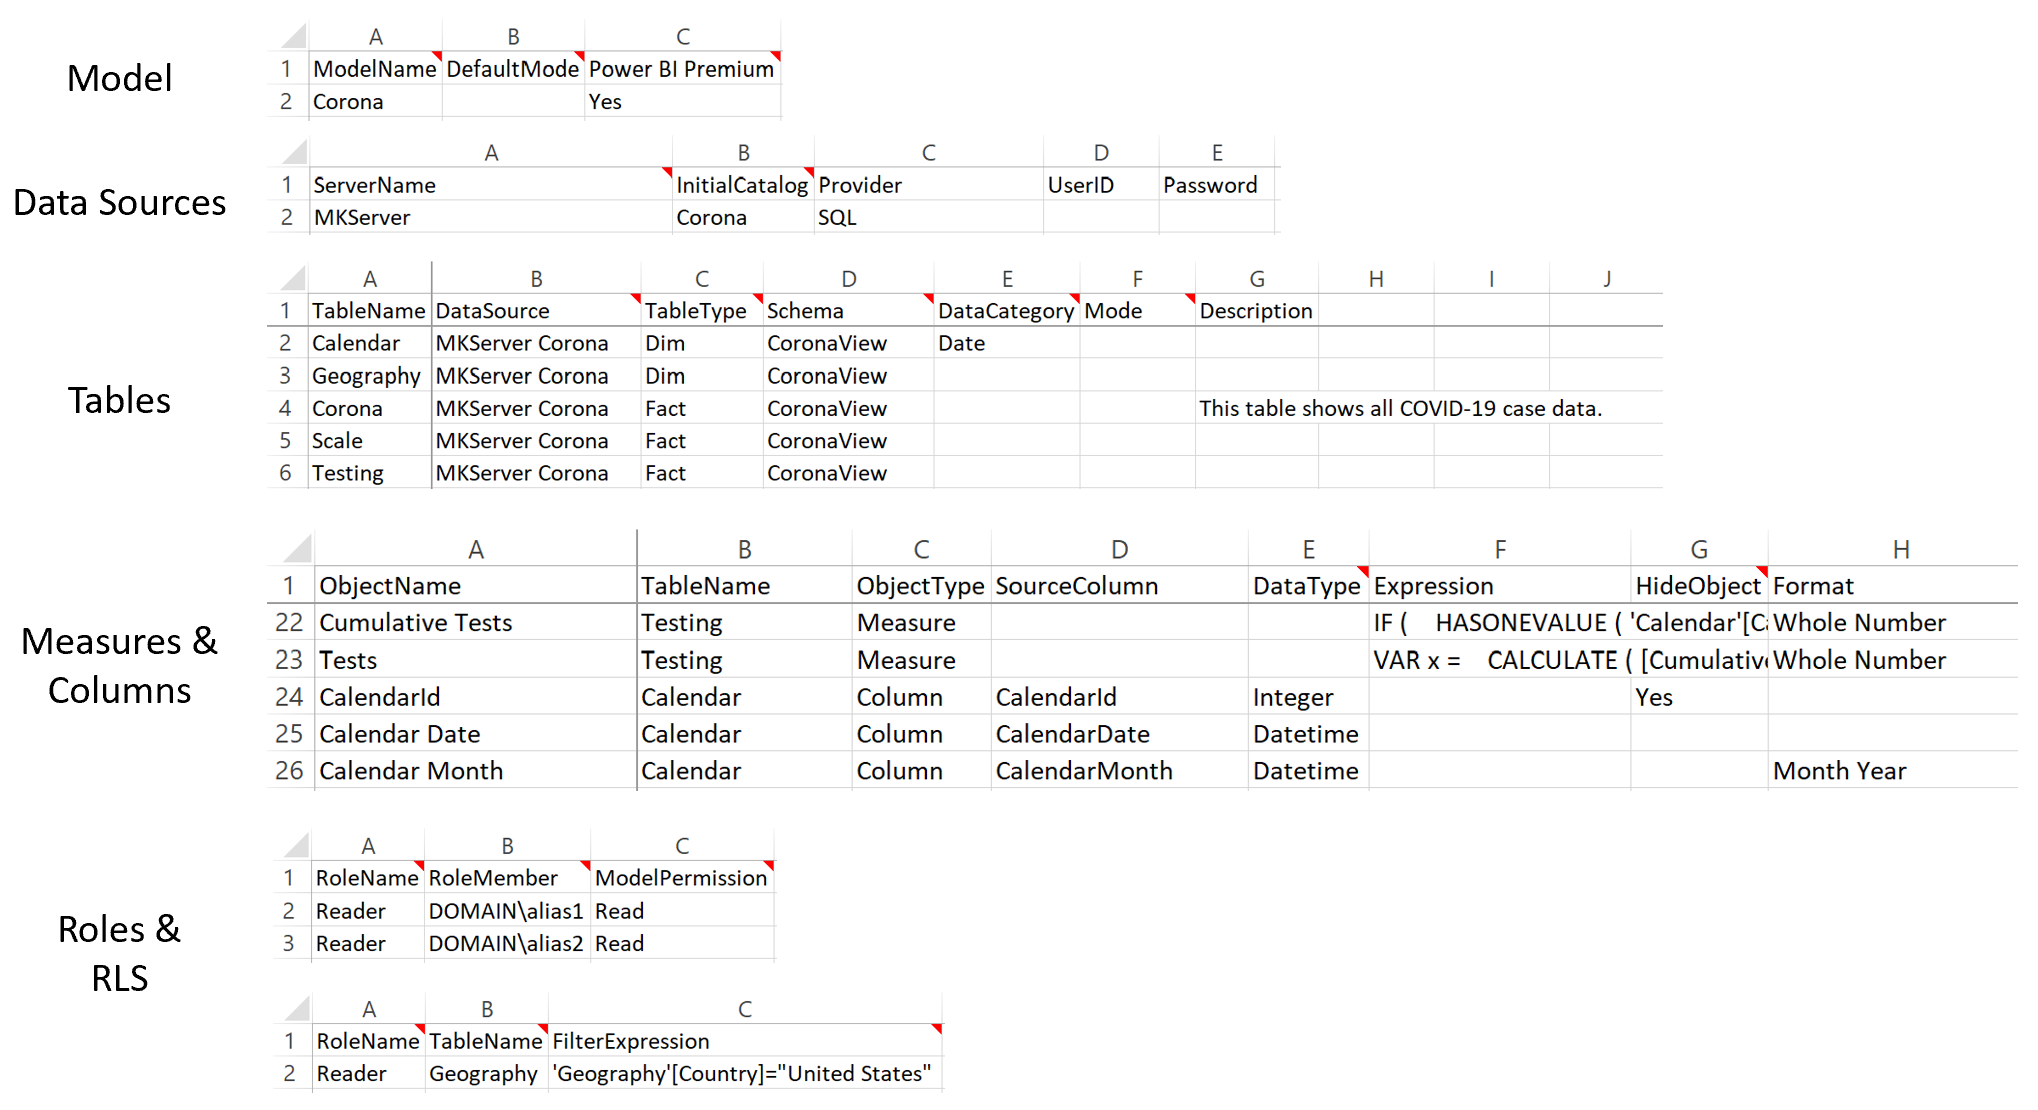 Model
A B C
1 ModelName DefaultMode Power BI Premium
2 Corona Yes
Data Sources
A B C D E
1 ServerName InitialCatalog Provider UserID Password
2 MKServer Corona SQL
Tables
A B C D E F G H I J
1 TableName DataSource TableType Schema DataCategory Mode Description
2 Calendar MKServer Corona Dim CoronaView Date
3 Geography MKServer Corona Dim CoronaView
4 Corona MKServer Corona Fact CoronaView This table shows all COVID-19 case data.
5 Scale MKServer Corona Fact CoronaView
6 Testing MKServer Corona Fact CoronaView
Measures &
Columns
A B C D E F G H
1 ObjectName TableName ObjectType SourceColumn DataType Expression HideObject Format
22 Cumulative Tests Testing Measure IF ( HASONEVALUE ( 'Calendar'[Ca Whole Number
23 Tests Testing Measure VAR x = CALCULATE ( [Cumulativ Whole Number
24 CalendarId Calendar Column CalendarId Integer Yes
25 Calendar Date Calendar Column CalendarDate Datetime
26 Calendar Month Calendar Column CalendarMonth Datetime Month Year
Roles &
RLS
A B C
1 RoleName RoleMember ModelPermission
2 Reader DOMAIN\alias1 Read
3 Reader DOMAIN\alias2 Read
A B C
1 RoleName TableName FilterExpression
2 Reader Geography 'Geography'[Country]="United States"